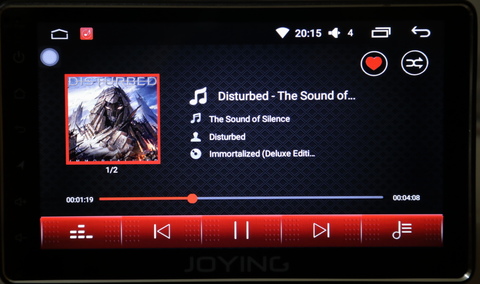 20:15 4
DISTURBED
Disturbed - The Sound of...
The Sound of Silence
Disturbed
Immortalized (Deluxe Editi...
1/2
00:01:19
00:04:08
JOYING